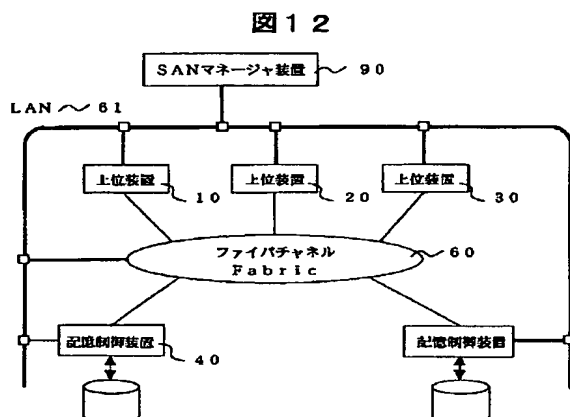 図１２
SANマネージャ装置 90
LAN 61
上位装置 上位装置 上位装置
10 20 30
ファイバチャネル 60
Fabric
記憶制御装置 記憶制御装置
40